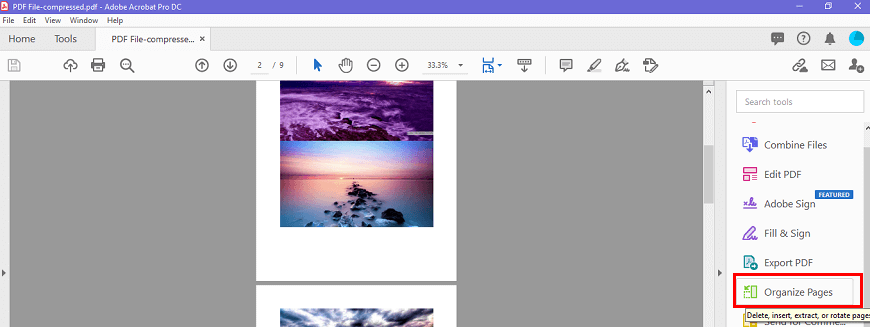 PDF File-compressed.pdf - Adobe Acrobat Pro DC
File Edit View Window Help
Home Tools PDF File-compresse... ×
2 / 9 33.3%
Search tools
Combine Files
Edit PDF
FEATURED
Adobe Sign
Fill & Sign
Export PDF
Organize Pages
Delete, insert, extract, or rotate pages
Send for Comme...